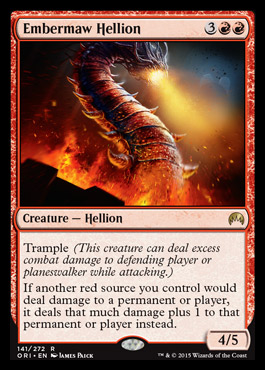 Embermaw Hellion 3
Creature — Hellion
Trample (This creature can deal excess
combat damage to defending player or
planeswalker while attacking.)
If another red source you control would
deal damage to a permanent or player,
it deals that much damage plus 1 to that
permanent or player instead.
4/5
141/272 R
ORI • EN James Paick ™ & © 2015 Wizards of the Coast